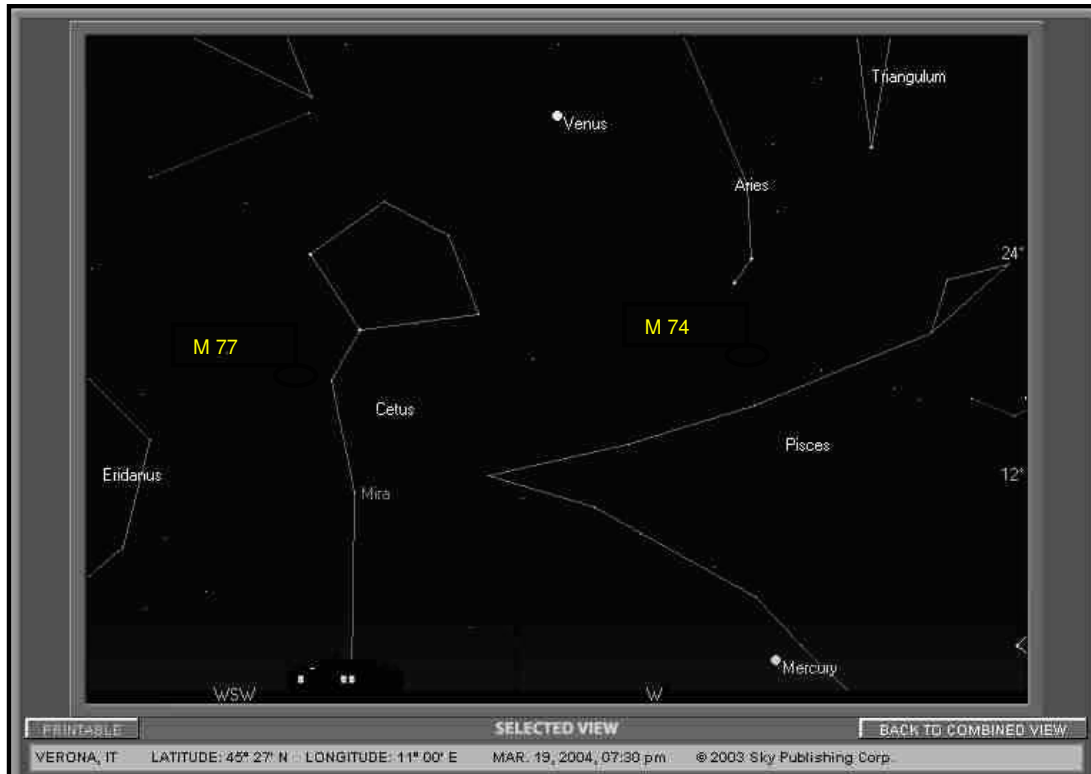 Triangulum
Venus
Aries
24°
M 74
M 77
Cetus
Pisces
Eridanus
12°
Mira
Mercury
WSW W
PRINTABLE SELECTED VIEW BACK TO COMBINED VIEW
VERONA, IT LATITUDE: 45° 27' N LONGITUDE: 11° 00' E MAR. 19, 2004, 07:30 pm © 2003 Sky Publishing Corp.